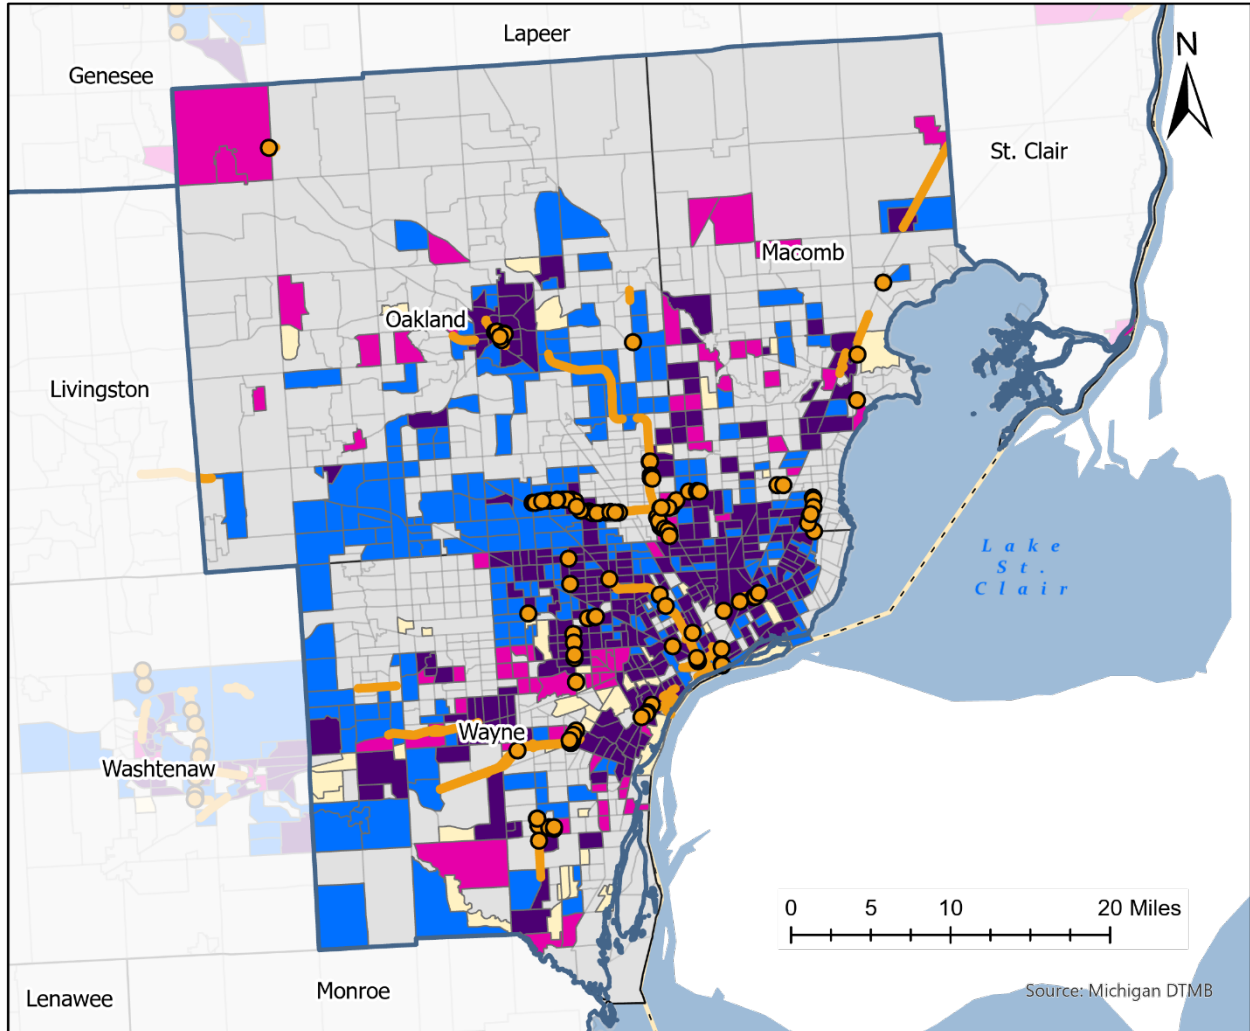 Lapeer
N
Genesee
St. Clair
Macomb
Oakland
Livingston
Lake
St.
Clair
Wayne
Washtenaw
0 5 10 20 Miles
Lenawee
Monroe
Source: Michigan DTMB